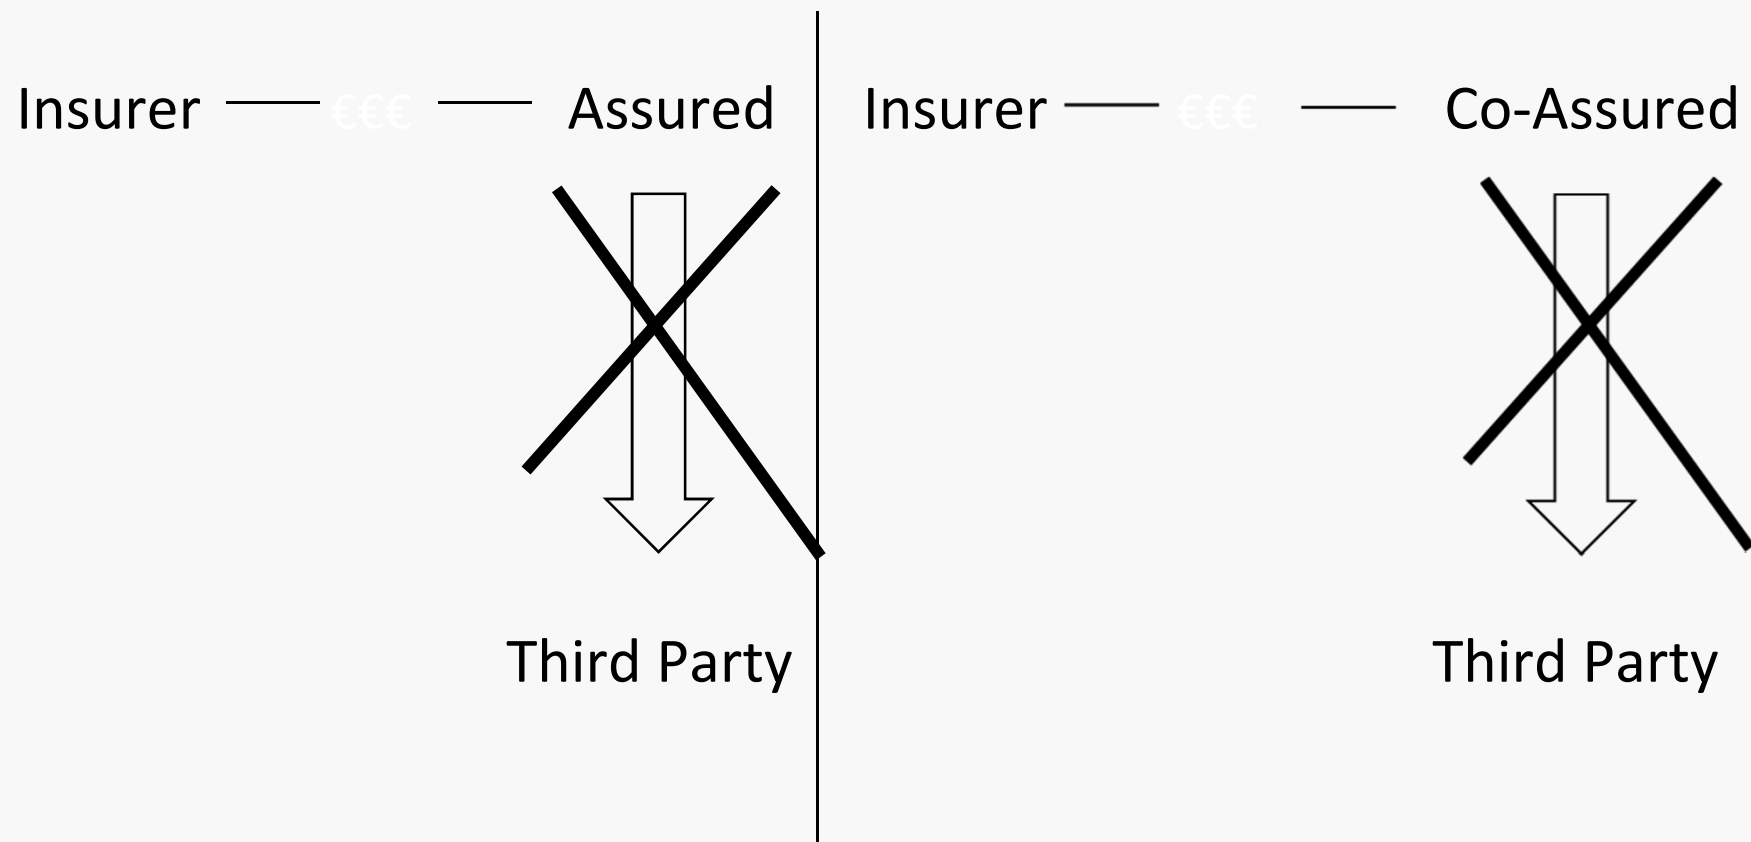 Insurer €€€ Assured
Third Party
Insurer €€€ Co-Assured
Third Party